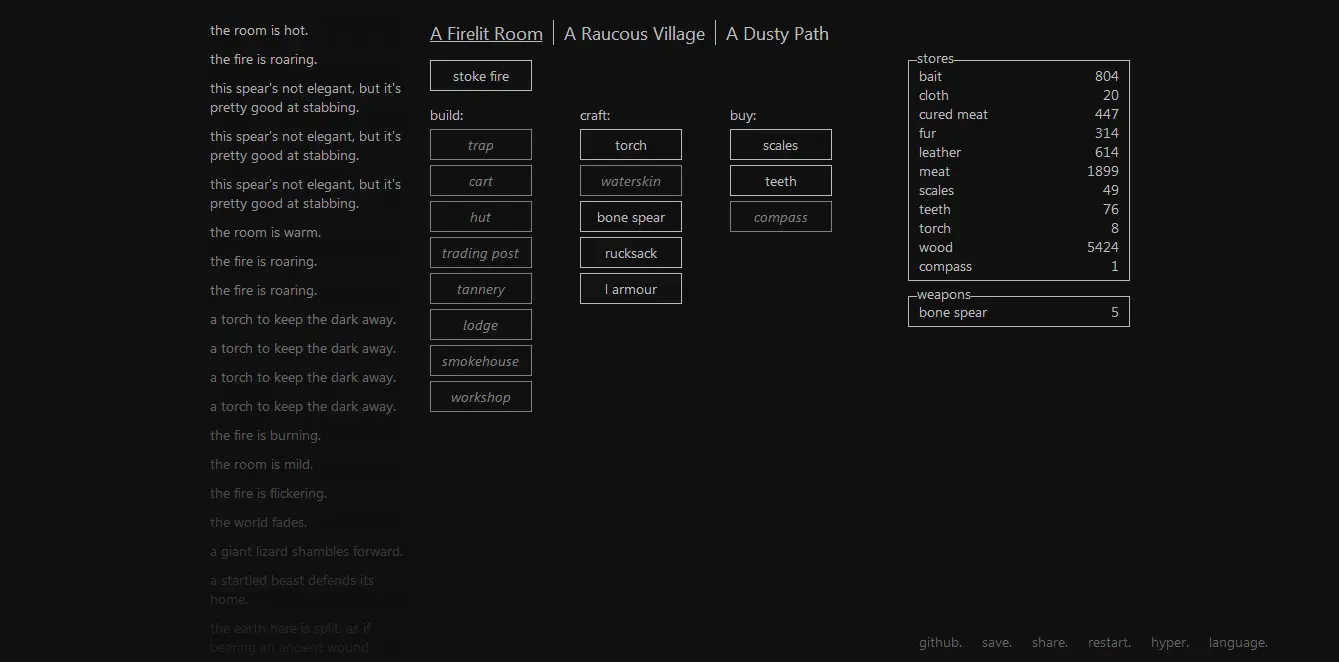 the room is hot.
the fire is roaring.
this spear's not elegant, but it's
pretty good at stabbing.
this spear's not elegant, but it's
pretty good at stabbing.
this spear's not elegant, but it's
pretty good at stabbing.
the room is warm.
the fire is roaring.
the fire is roaring.
a torch to keep the dark away.
a torch to keep the dark away.
a torch to keep the dark away.
a torch to keep the dark away.
the fire is burning.
the room is mild.
the fire is flickering.
the world fades.
a giant lizard shambles forward.
a startled beast defends its
home.
the earth here is split, as if
bearing an ancient wound.
A Firelit Room
A Raucous Village
A Dusty Path
stoke fire
build:
trap
cart
hut
trading post
tannery
lodge
smokehouse
workshop
craft:
torch
waterskin
bone spear
rucksack
l armour
buy:
scales
teeth
compass
stores
bait 804
cloth 20
cured meat 447
fur 314
leather 614
meat 1899
scales 49
teeth 76
torch 8
wood 5424
compass 1
weapons
bone spear 5
github. save. share. restart. hyper. language.